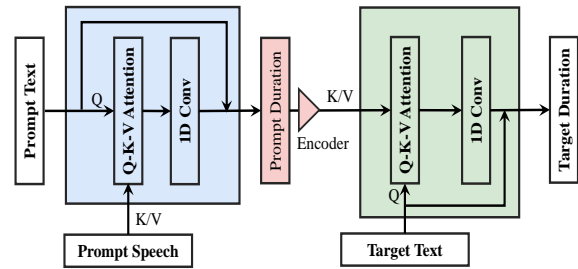 Prompt Text
Q
Q-K-V Attention
1D Conv
K/V
Prompt Speech
Prompt Duration
Encoder
K/V
Q-K-V Attention
1D Conv
Q
Target Text
Target Duration